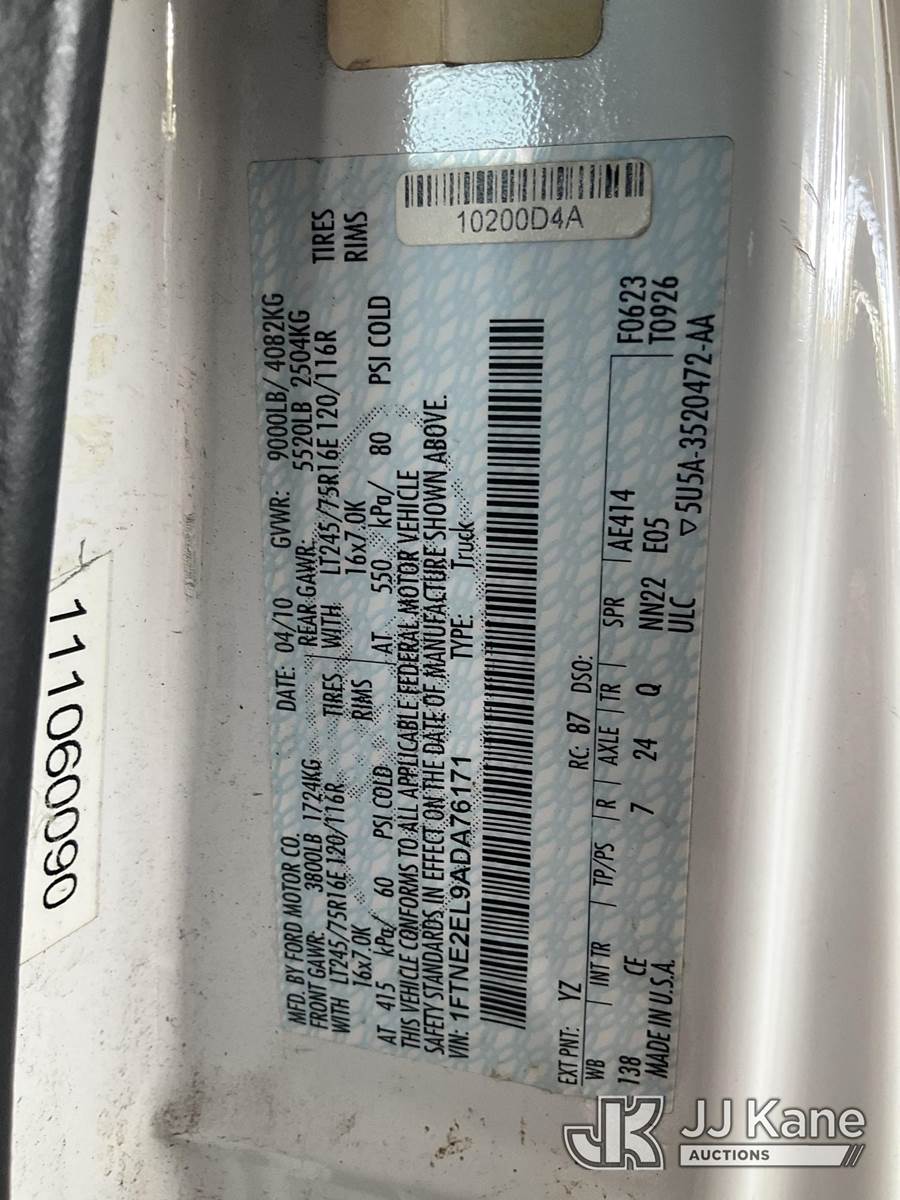 10200D4A
MFD. BY FORD MOTOR CO. DATE: 04/10 GVWR: 9000LB/ 4082KG
FRONT GAWR: 3800LB 1724KG REAR GAWR: 5520LB 2504KG
WITH LT245/75R16E 120/116R TIRES WITH LT245/75R16E 120/116R TIRES
16x7.0K RIMS 16x7.0K RIMS
AT 415 kPa/ 60 PSI COLD AT 550 kPa/ 80 PSI COLD
THIS VEHICLE CONFORMS TO ALL APPLICABLE FEDERAL MOTOR VEHICLE
SAFETY STANDARDS IN EFFECT ON THE DATE OF MANUFACTURE SHOWN ABOVE.
VIN: 1FTNE2EL9ADA76171 TYPE: Truck
EXT PNT: YZ RC: 87 DSO: F0623
WB INT TR TP/PS R AXLE TR SPR AE414 T0926
138 CE 7 24 Q NN22 E05
MADE IN U.S.A. ULC ▽5U5A-3520472-AA
111060090
JK JJ Kane
AUCTIONS